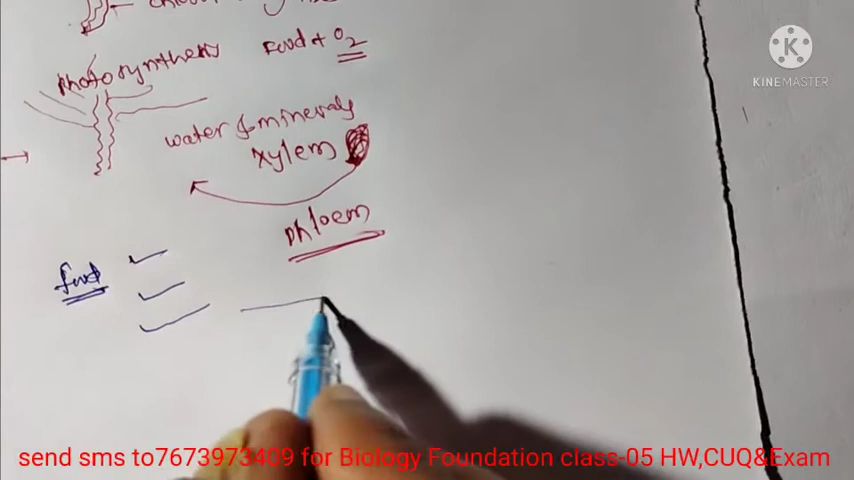 photosynthesis Food + O2
water & minerals
xylem
phloem
food
KINEMASTER
send sms to7673973409 for Biology Foundation class-05 HW,CUQ&Exam